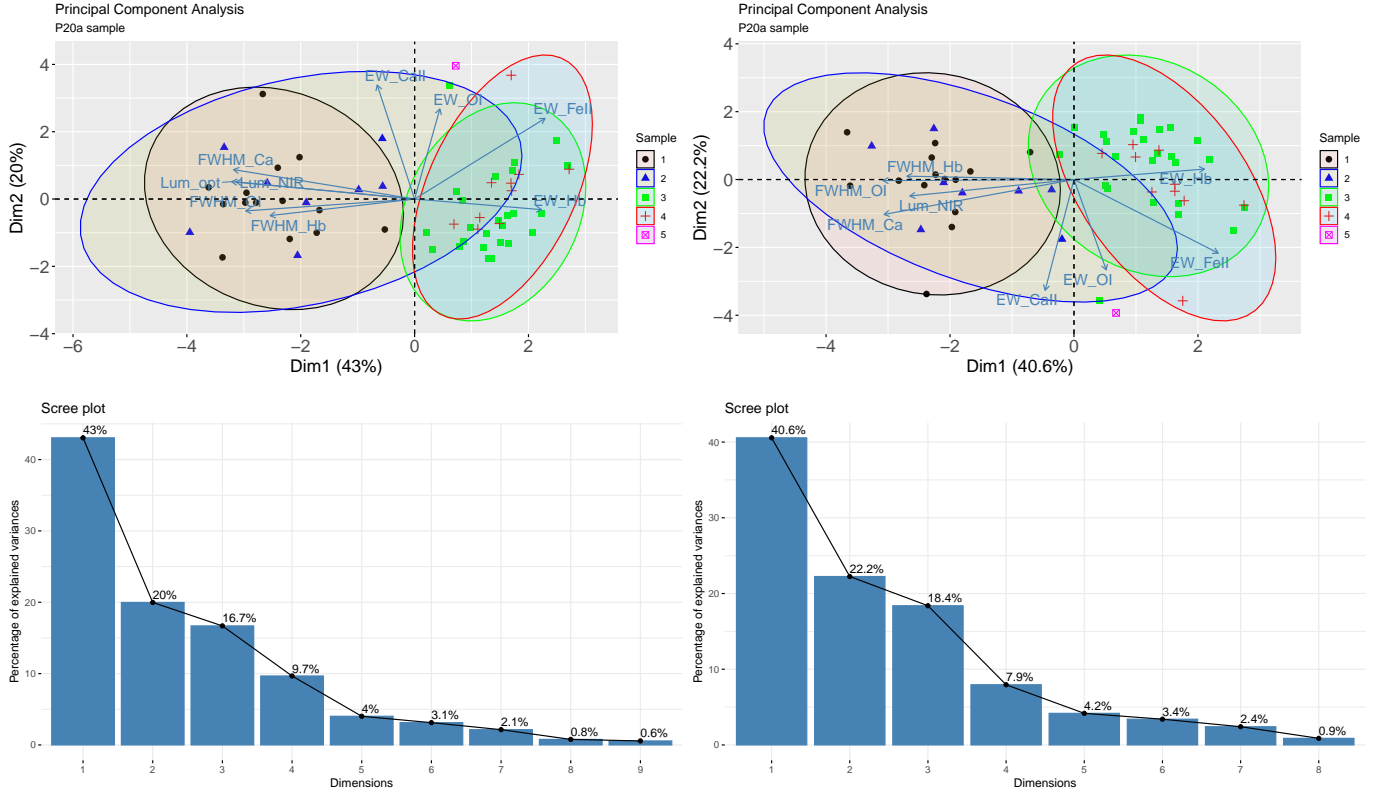 Principal Component Analysis
P20a sample
4
2
0
−2
−4
Dim2 (20%)
EW_CaII
EW_OI
EW_FeII
FWHM_Ca
Lum_opt
Lum_NIR
FWHM_OI
FWHM_Hb
EW_Hb
−6
−4
−2
0
2
Dim1 (43%)
Sample
1
2
3
4
5
Principal Component Analysis
P20a sample
4
2
0
−2
−4
Dim2 (22.2%)
FWHM_Hb
FWHM_OI
Lum_NIR
FWHM_Ca
EW_Hb
EW_FeII
EW_OI
EW_CaII
−4
−2
0
2
Dim1 (40.6%)
Sample
1
2
3
4
5
Scree plot
Percentage of explained variances
40
30
20
10
0
43%
20%
16.7%
9.7%
4%
3.1%
2.1%
0.8%
0.6%
1
2
3
4
5
6
7
8
9
Dimensions
Scree plot
Percentage of explained variances
40
30
20
10
0
40.6%
22.2%
18.4%
7.9%
4.2%
3.4%
2.4%
0.9%
1
2
3
4
5
6
7
8
Dimensions